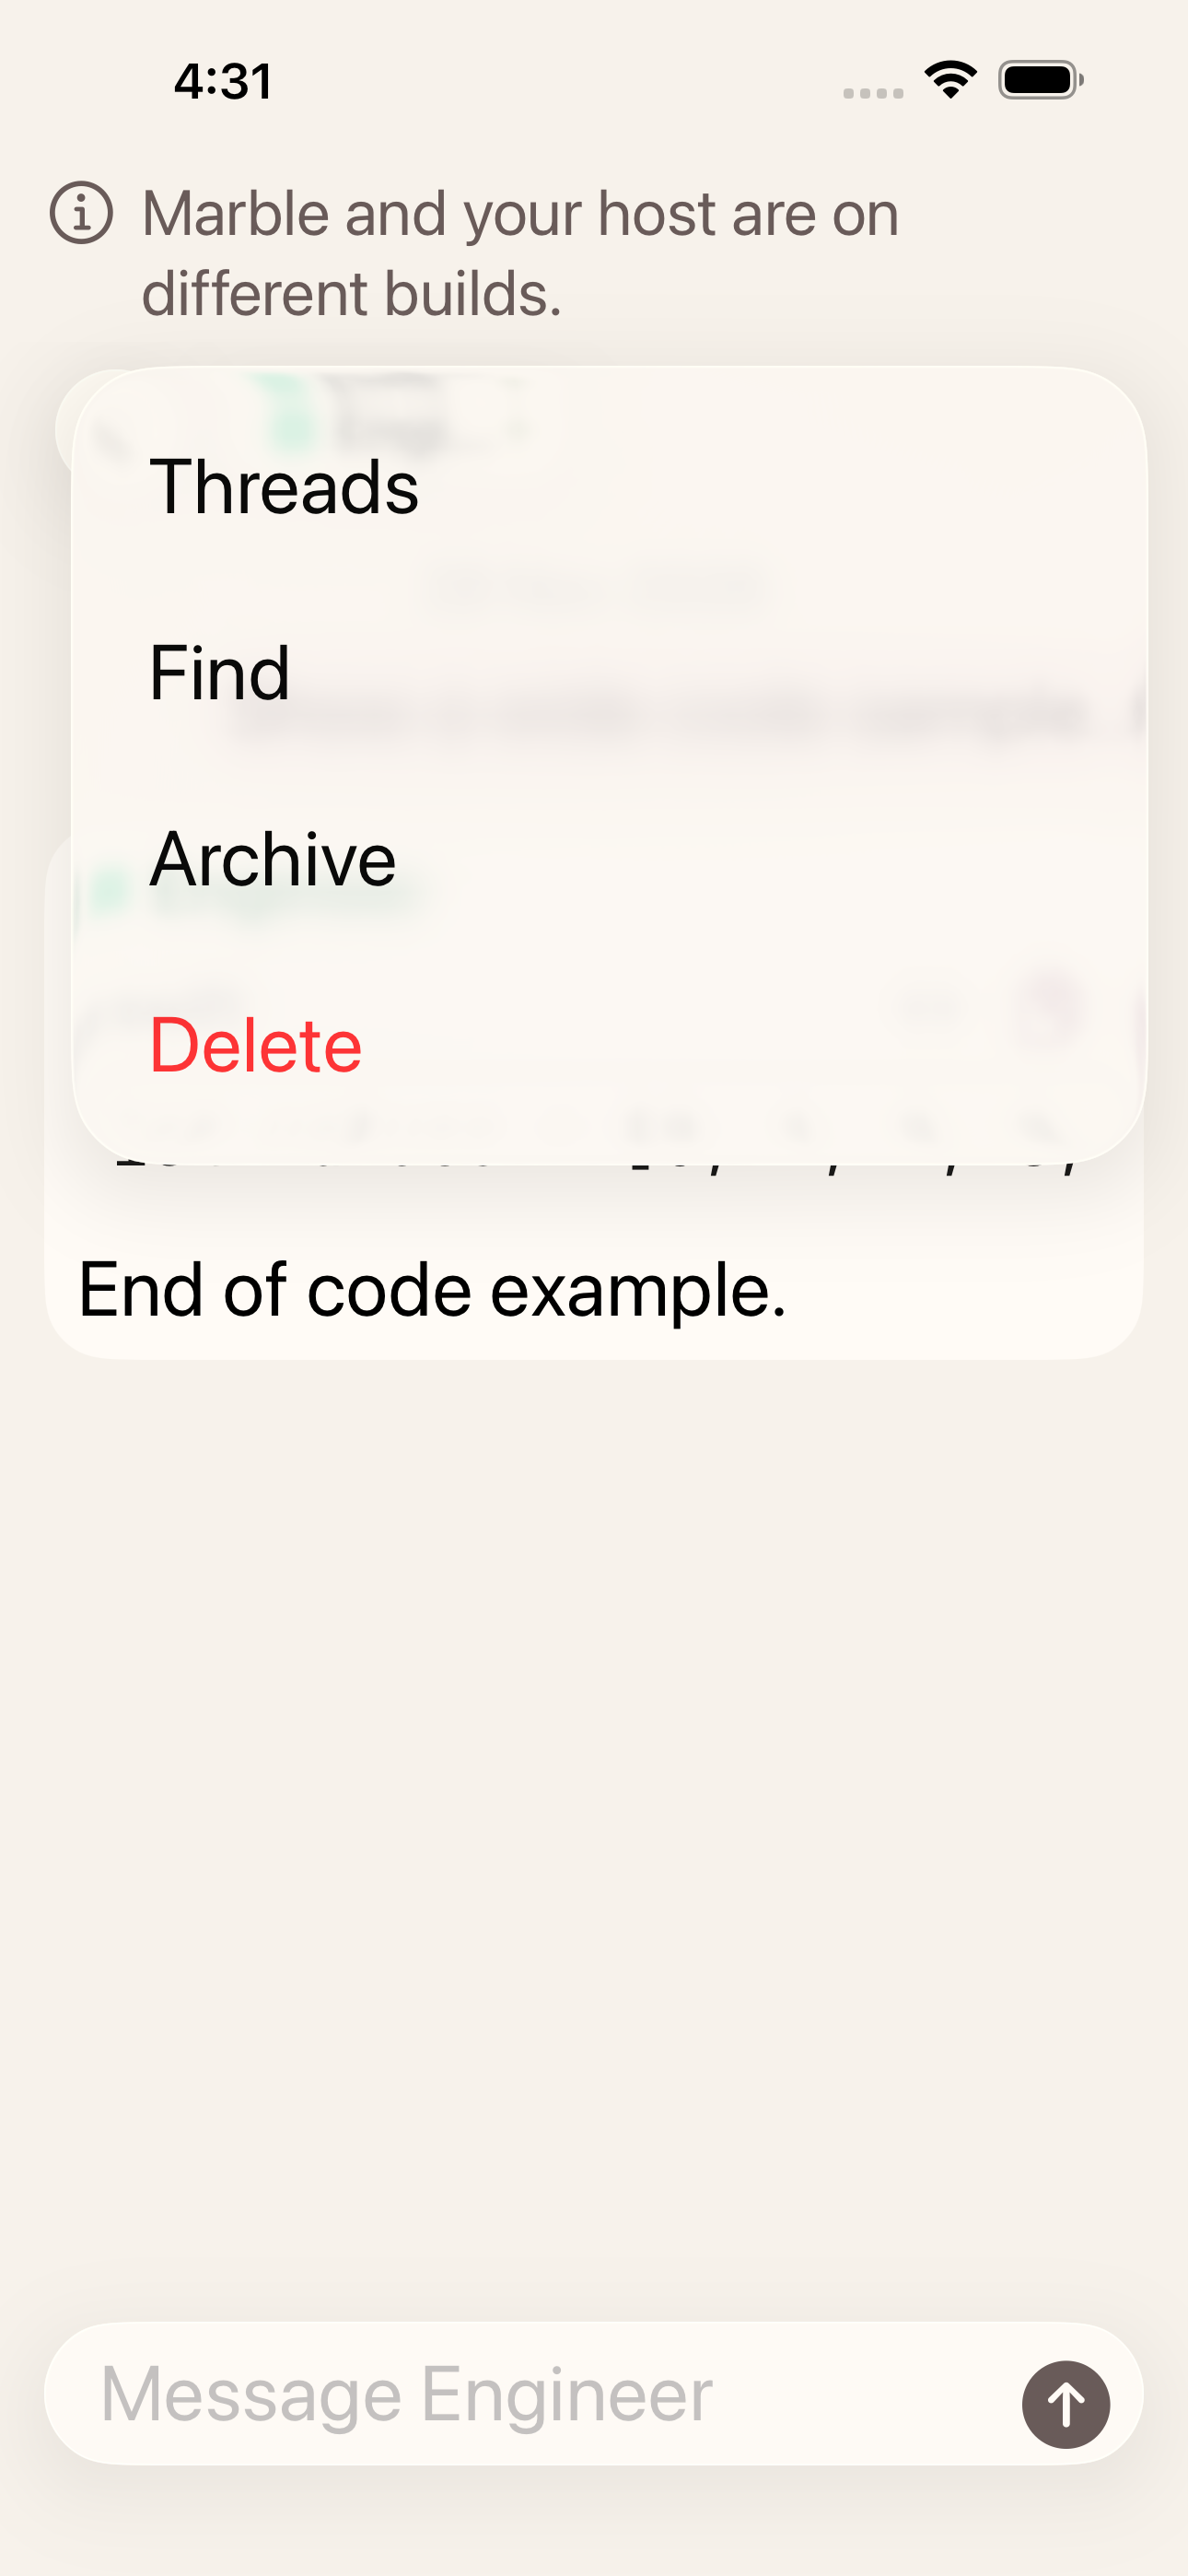 4:31
Marble and your host are on
different builds.
Threads
Find
Archive
Delete
End of code example.
Message Engineer